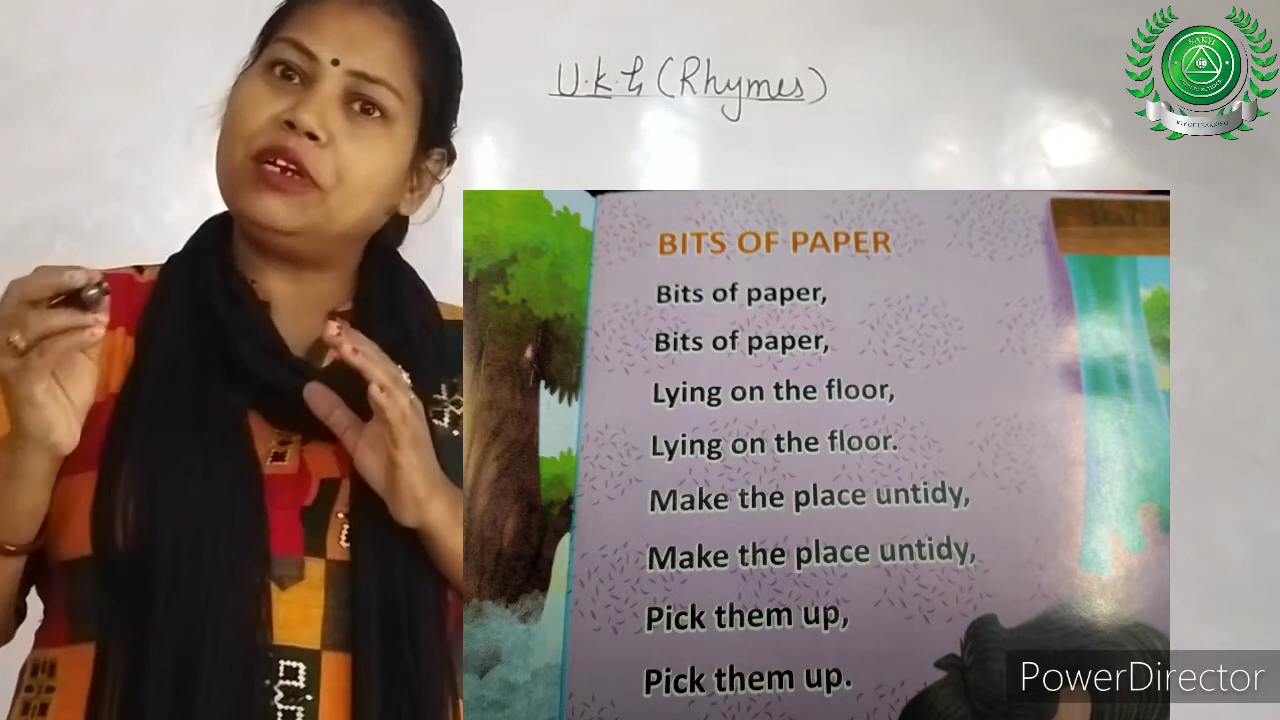 U.K.G (Rhymes)
SAKH
BITS OF PAPER
Bits of paper,
Bits of paper,
Lying on the floor,
Lying on the floor.
Make the place untidy,
Make the place untidy,
Pick them up,
Pick them up.
PowerDirector